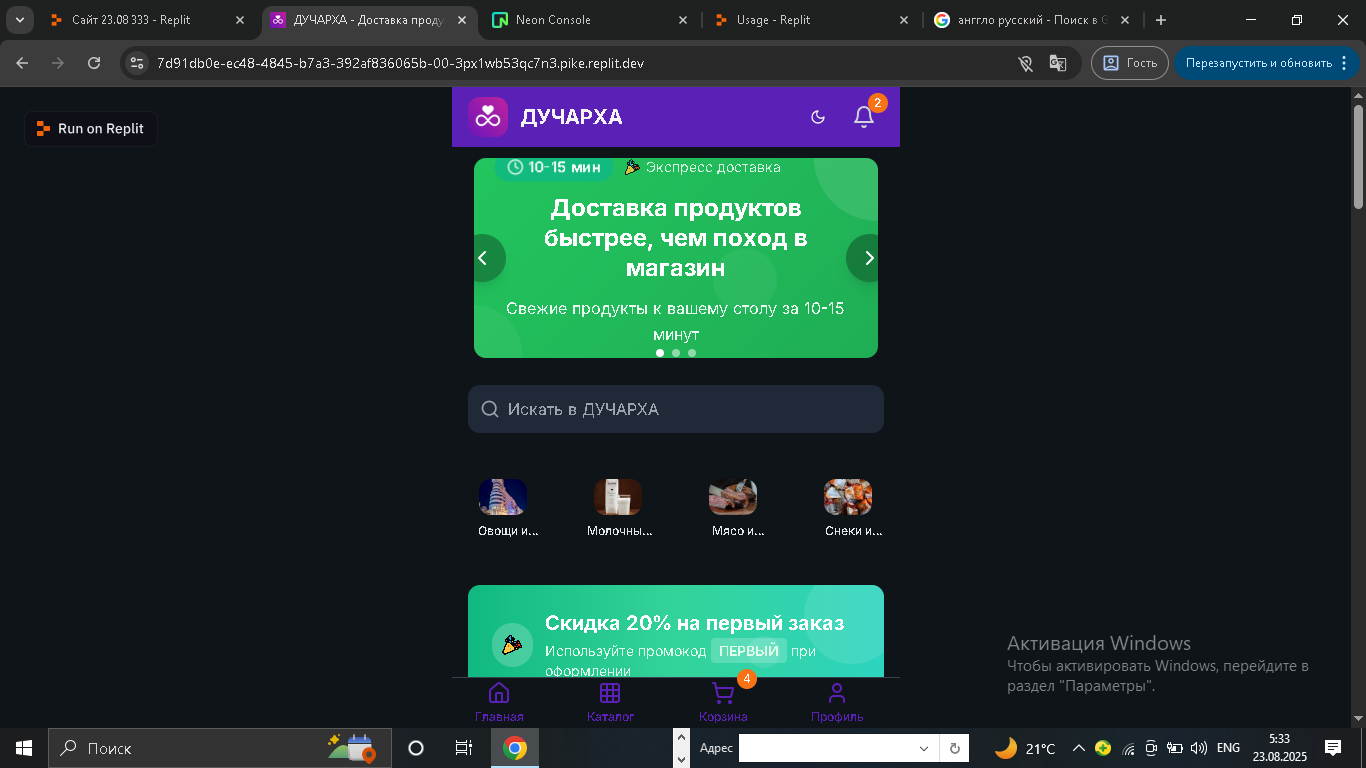 Сайт 23.08 333 - Replit
ДУЧАРХА - Доставка проду
Neon Console
Usage - Replit
англло русский - Поиск в G
7d91db0e-ec48-4845-b7a3-392af836065b-00-3px1wb53qc7n3.pike.replit.dev
Гость
Перезапустить и обновить
Run on Replit
ДУЧАРХА
2
10-15 мин
Экспресс доставка
Доставка продуктов
быстрее, чем поход в
магазин
Свежие продукты к вашему столу за 10-15
минут
Искать в ДУЧАРХА
Овощи и...
Молочны...
Мясо и...
Снеки и...
Скидка 20% на первый заказ
Используйте промокод ПЕРВЫЙ при
оформлении
4
Главная
Каталог
Корзина
Профиль
Активация Windows
Чтобы активировать Windows, перейдите в
раздел "Параметры".
Поиск
Адрес
21°C
ENG
5:33
23.08.2025